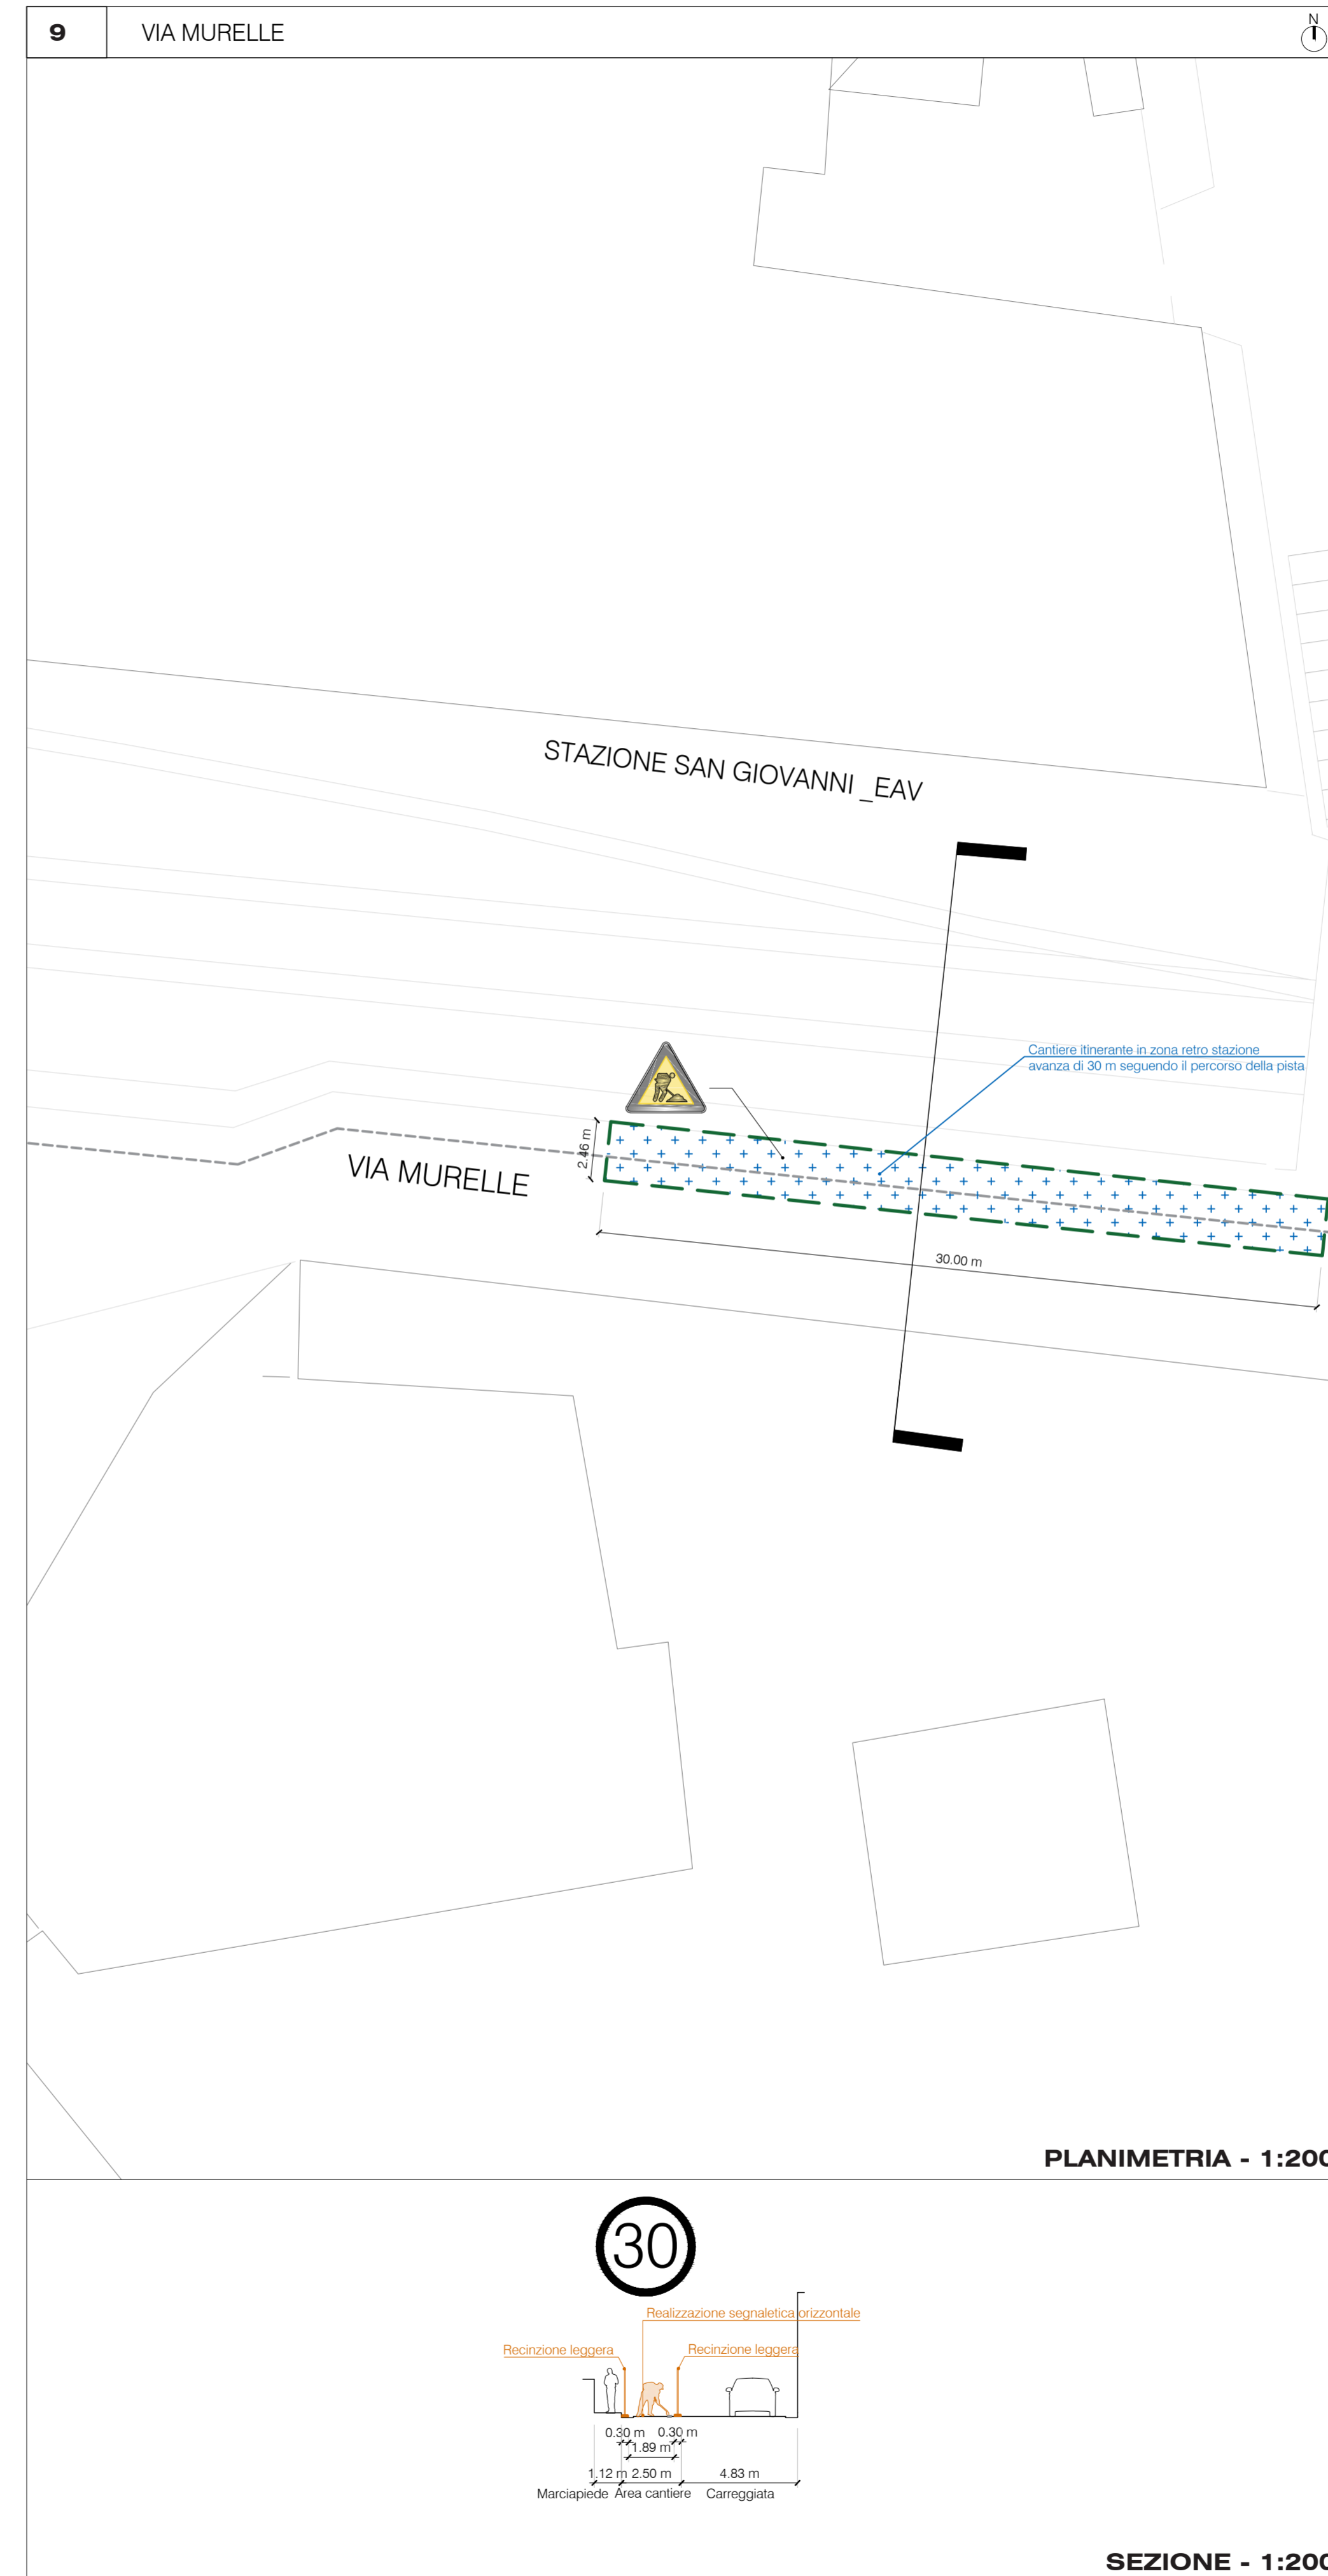 9
VIA MURELLE
N
STAZIONE SAN GIOVANNI _EAV
Cantiere itinerante in zona retro stazione
avanza di 30 m seguendo il percorso della pista
2.46 m
VIA MURELLE
30.00 m
PLANIMETRIA - 1:200
30
Realizzazione segnaletica orizzontale
Recinzione leggera
Recinzione leggera
0.30 m
0.30 m
1.89 m
1.12 m
2.50 m
4.83 m
Marciapiede
Area cantiere
Carreggiata
SEZIONE - 1:200